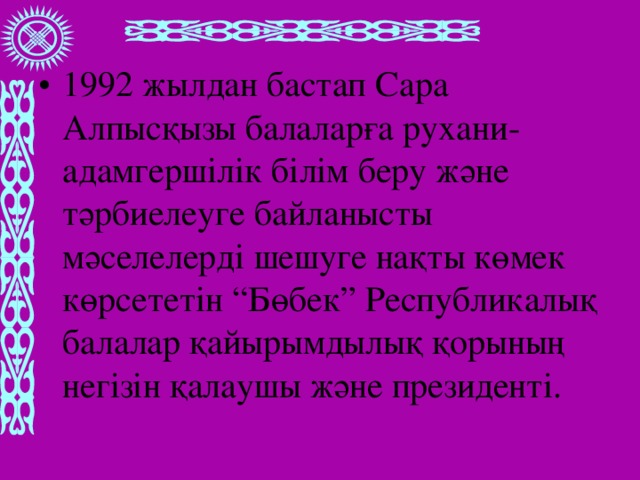 • 1992 жылдан бастап Сара
Алпысқызы балаларға рухани-
адамгершілік білім беру және
тәрбиелеуге байланысты
мәселелерді шешуге нақты көмек
көрсететін “Бөбек” Республикалық
балалар қайырымдылық қорының
негізін қалаушы және президенті.